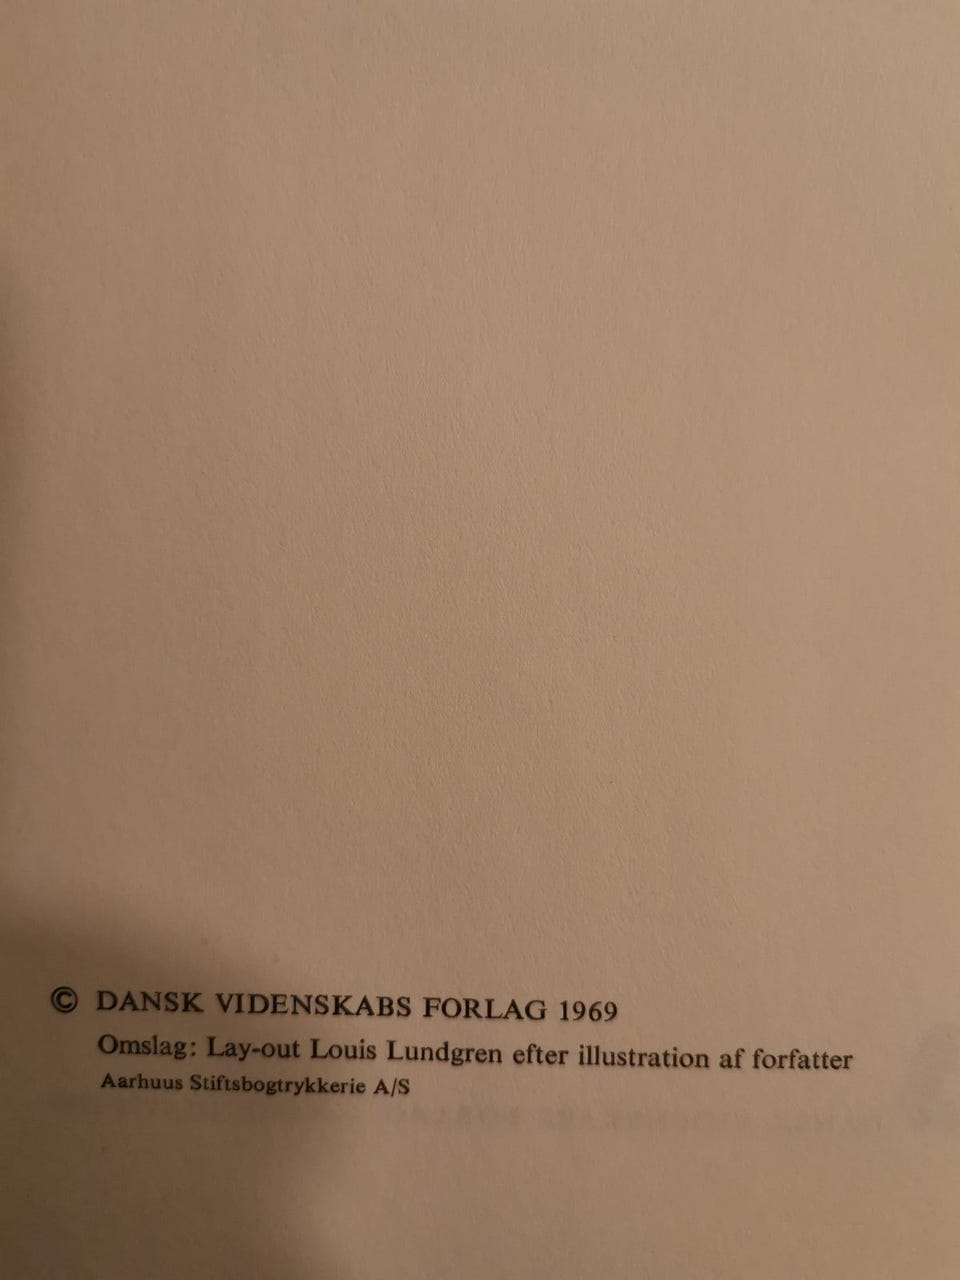 © DANSK VIDENSKABS FORLAG 1969
Omslag: Lay-out Louis Lundgren efter illustration af forfatter
Aarhuus Stiftsbogtrykkerie A/S